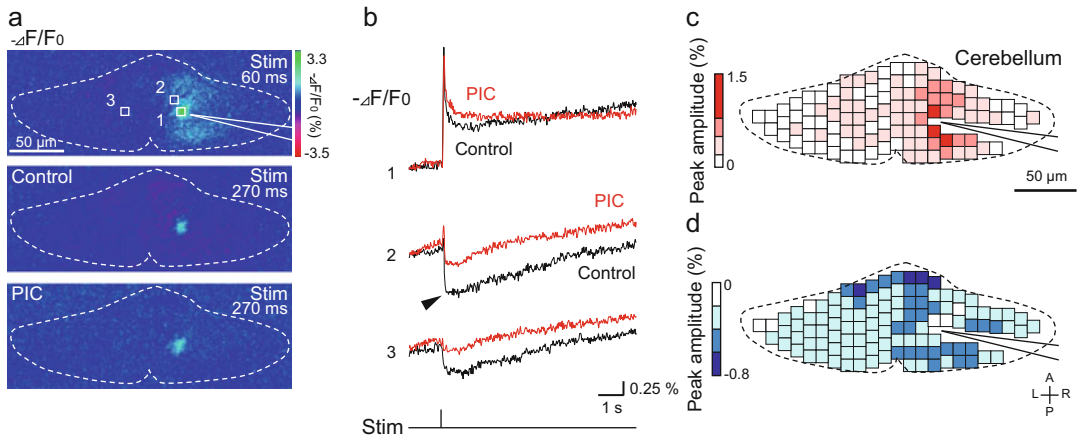 a
-⊿F/F0
Stim
60 ms
3
2
1
50 µm
3.3
-⊿F/F0 (%)
-3.5
Control
Stim
270 ms
PIC
Stim
270 ms
b
-⊿F/F0
PIC
Control
1
PIC
2
Control
3
0.25 %
1 s
Stim
c
Cerebellum
Peak amplitude (%)
1.5
0
50 µm
d
Peak amplitude (%)
0
-0.8
A
L R
P